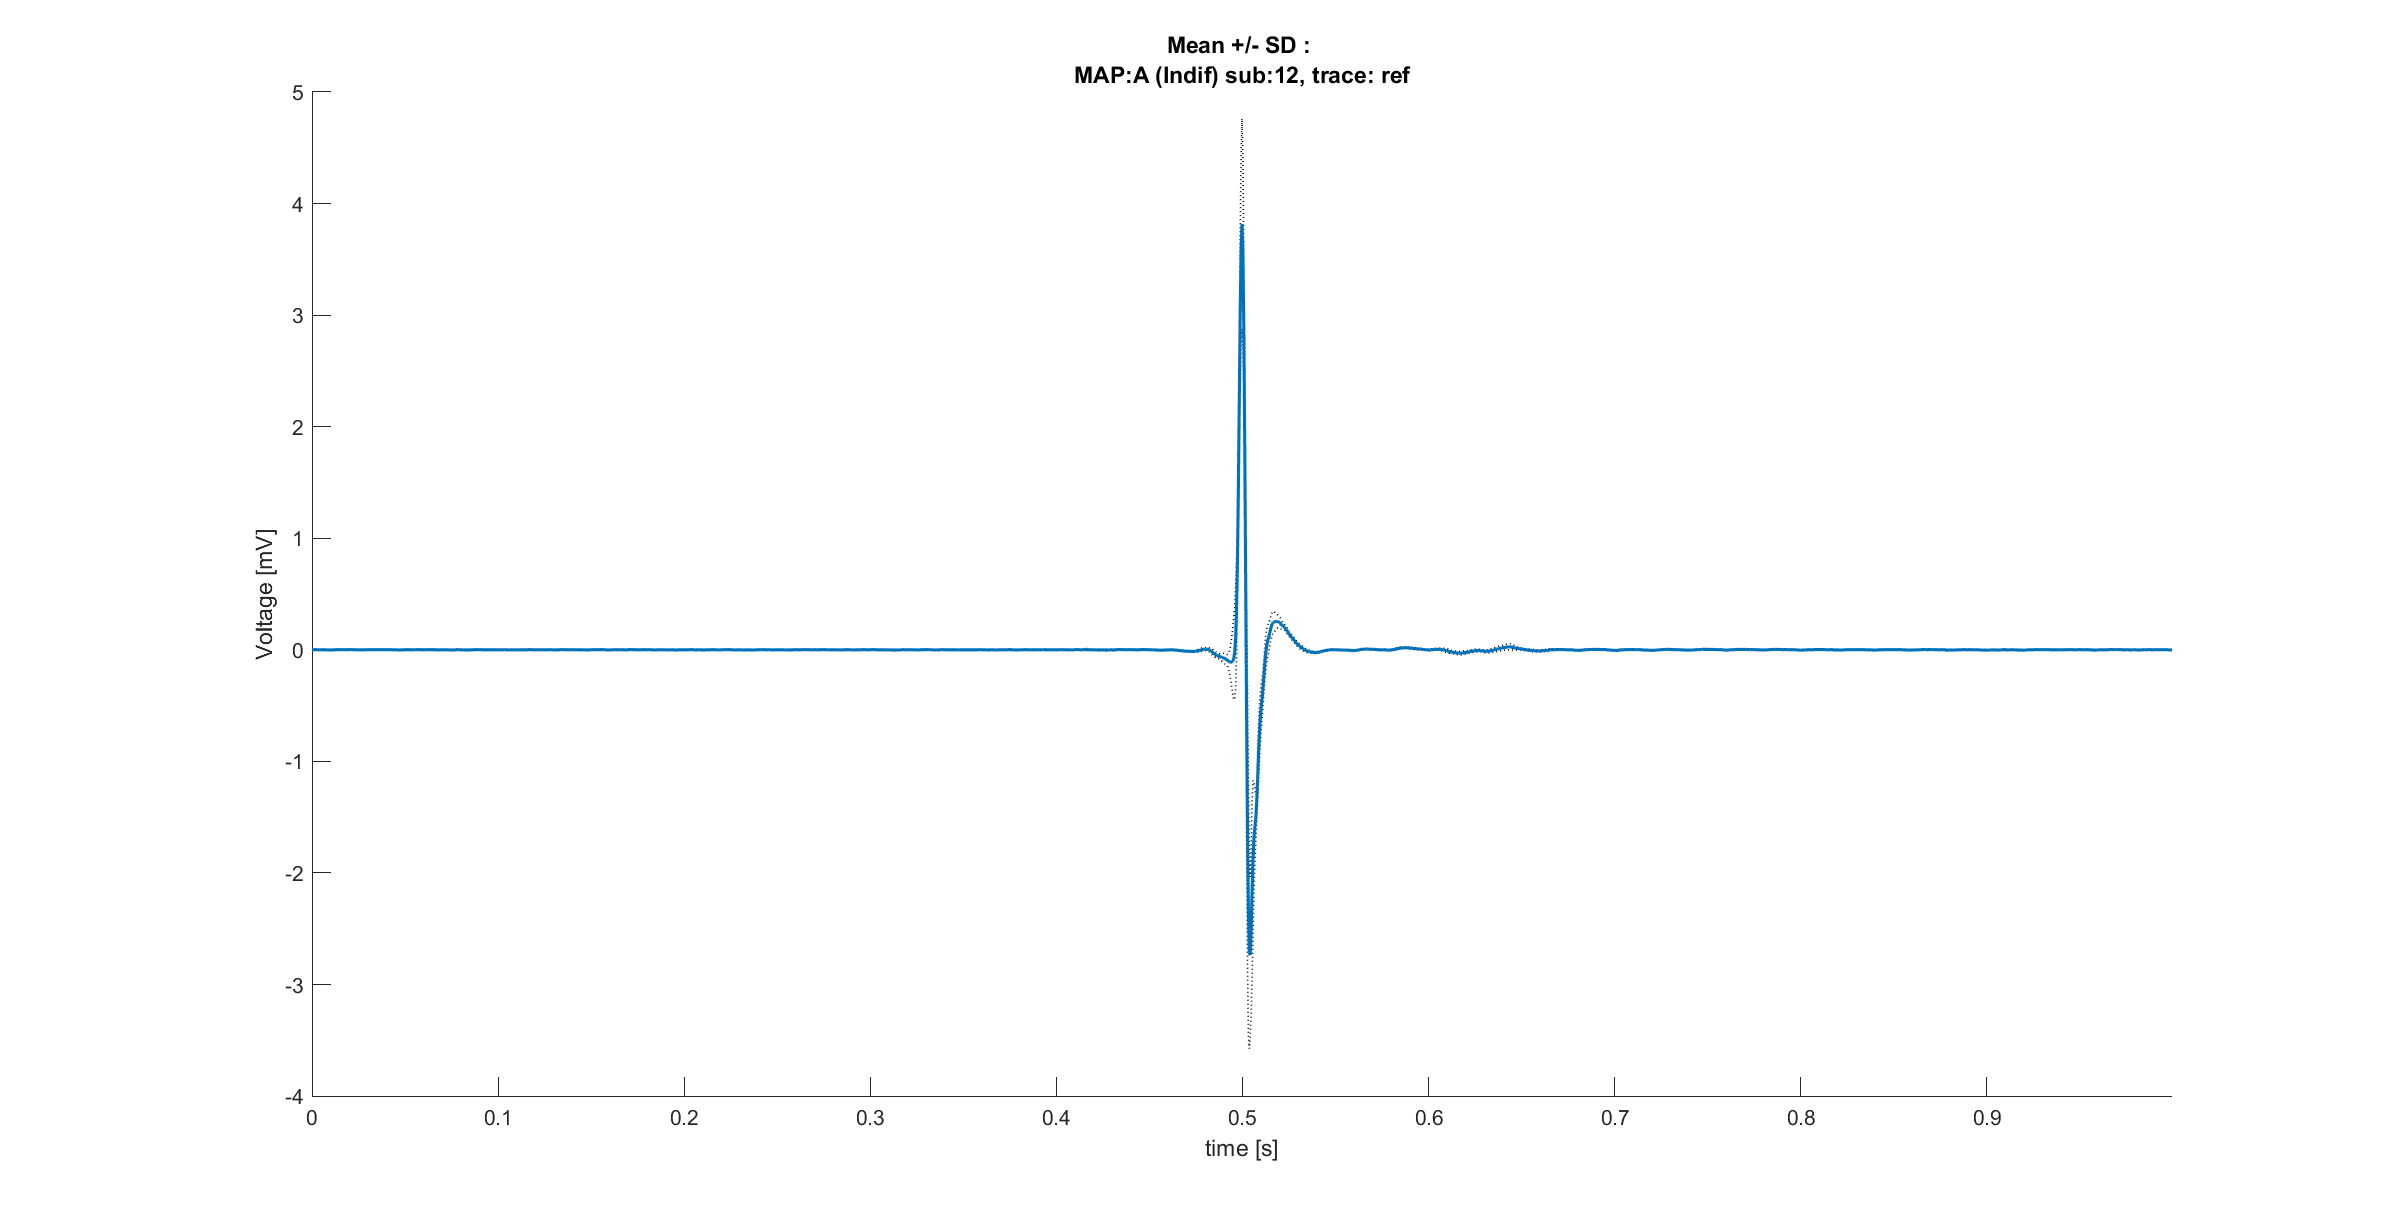 Mean +/- SD :
MAP:A (Indif) sub:12, trace: ref
5
4
3
2
1
0
-1
-2
-3
-4
Voltage [mV]
0 0.1 0.2 0.3 0.4 0.5 0.6 0.7 0.8 0.9
time [s]